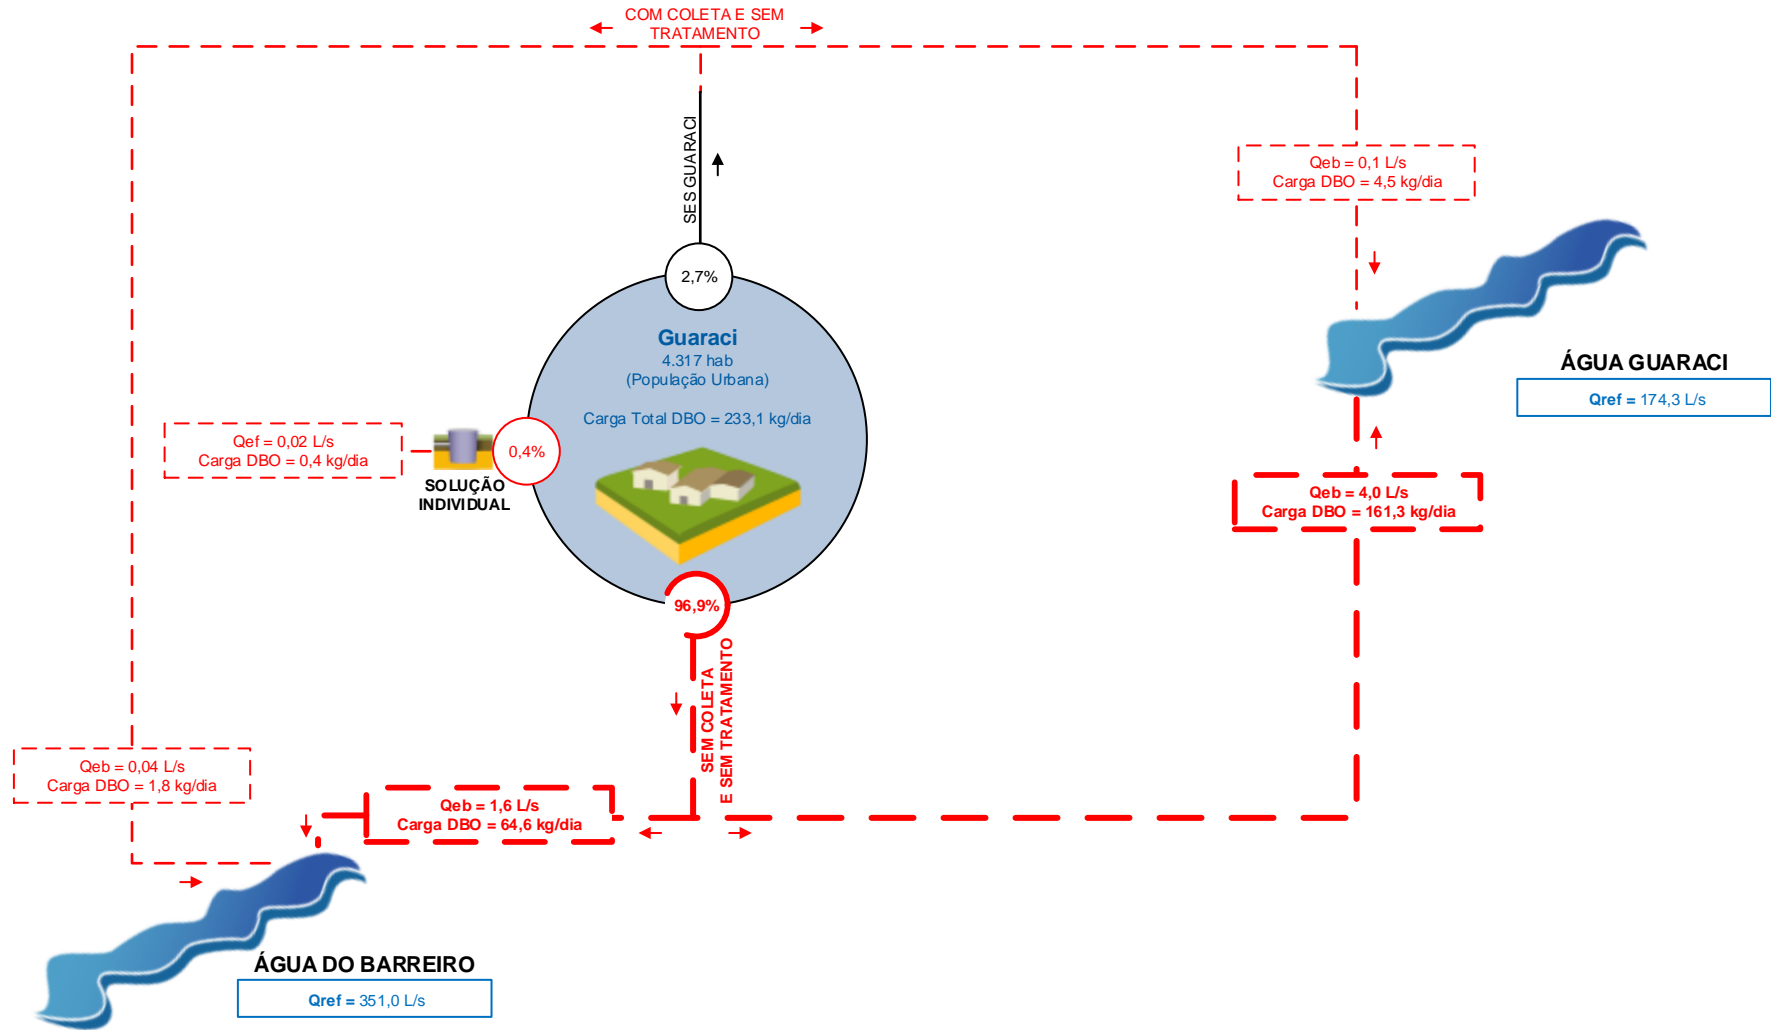 COM COLETA E SEM
TRATAMENTO
SES GUARACI
Qeb = 0,1 L/s
Carga DBO = 4,5 kg/dia
2,7%
Guaraci
4.317 hab
(População Urbana)
Carga Total DBO = 233,1 kg/dia
ÁGUA GUARACI
Qref = 174,3 L/s
Qef = 0,02 L/s
Carga DBO = 0,4 kg/dia
0,4%
SOLUÇÃO
INDIVIDUAL
Qeb = 4,0 L/s
Carga DBO = 161,3 kg/dia
96,9%
SEM COLETA
E SEM TRATAMENTO
Qeb = 0,04 L/s
Carga DBO = 1,8 kg/dia
Qeb = 1,6 L/s
Carga DBO = 64,6 kg/dia
ÁGUA DO BARREIRO
Qref = 351,0 L/s